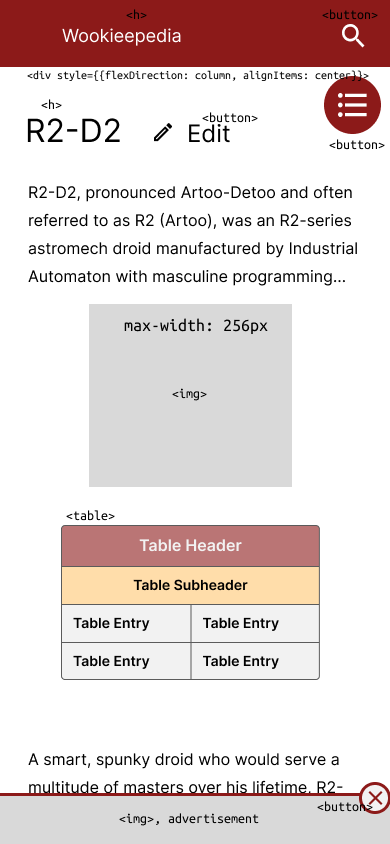 <h>
<button>
Wookieepedia
<div style={{flexDirection: column, alignItems: center}}>
<h>
<button>
R2-D2
Edit
<button>
R2-D2, pronounced Artoo-Detoo and often
referred to as R2 (Artoo), was an R2-series
astromech droid manufactured by Industrial
Automaton with masculine programming...
max-width: 256px
<img>
<table>
Table Header
Table Subheader
Table Entry Table Entry
Table Entry Table Entry
A smart, spunky droid who would serve a
multitude of masters over his lifetime, R2-
<button>
<img>, advertisement